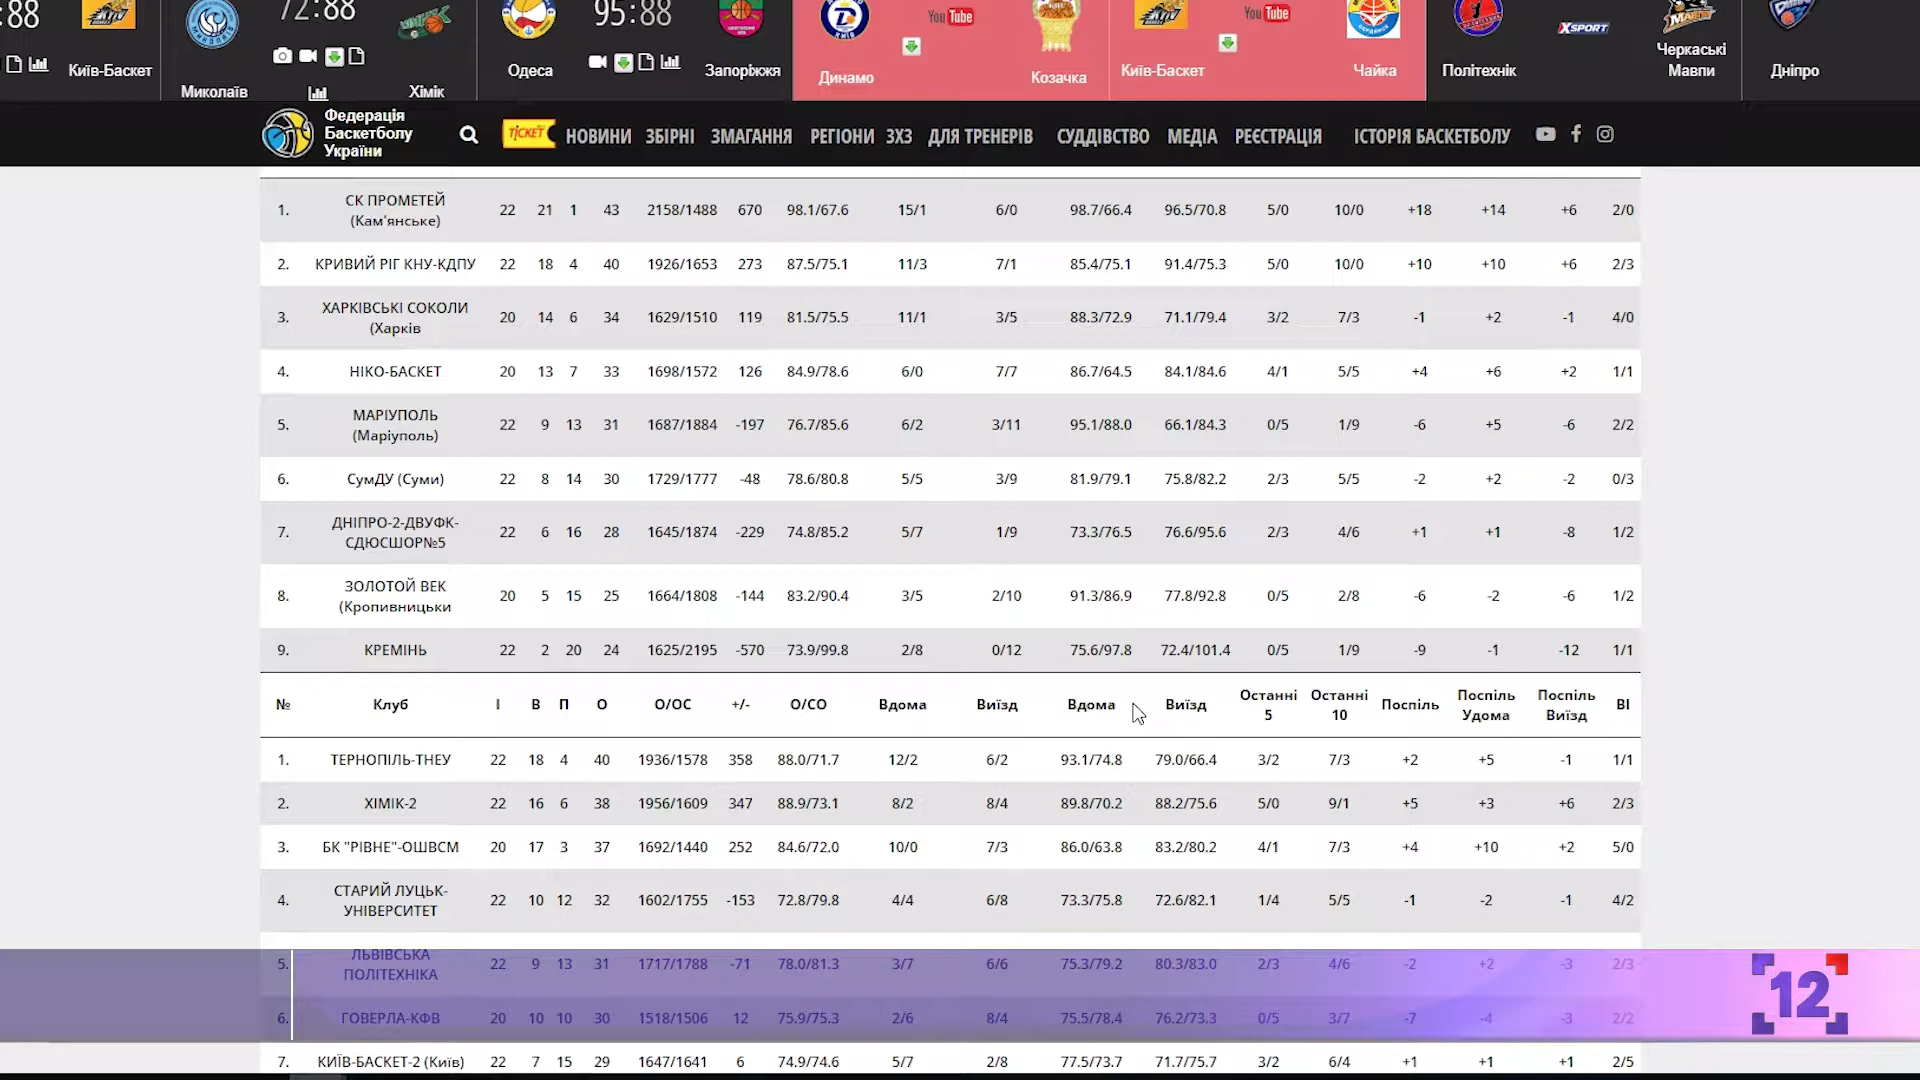 :88 72:88 95:88
Київ-Баскет Миколаїв Хімік Одеса Запоріжжя Динамо YouTube Козачка Київ-Баскет YouTube Чайка Політехнік XSPORT Черкаські Мавпи Дніпро
Федерація
Баскетболу
України
TICKET НОВИНИ ЗБІРНІ ЗМАГАННЯ РЕГІОНИ 3Х3 ДЛЯ ТРЕНЕРІВ СУДДІВСТВО МЕДІА РЕЄСТРАЦІЯ ІСТОРІЯ БАСКЕТБОЛУ
1. СК ПРОМЕТЕЙ (Кам'янське) 22 21 1 43 2158/1488 670 98.1/67.6 15/1 6/0 98.7/66.4 96.5/70.8 5/0 10/0 +18 +14 +6 2/0
2. КРИВИЙ РІГ КНУ-КДПУ 22 18 4 40 1926/1653 273 87.5/75.1 11/3 7/1 85.4/75.1 91.4/75.3 5/0 10/0 +10 +10 +6 2/3
3. ХАРКІВСЬКІ СОКОЛИ (Харків 20 14 6 34 1629/1510 119 81.5/75.5 11/1 3/5 88.3/72.9 71.1/79.4 3/2 7/3 -1 +2 -1 4/0
4. НІКО-БАСКЕТ 20 13 7 33 1698/1572 126 84.9/78.6 6/0 7/7 86.7/64.5 84.1/84.6 4/1 5/5 +4 +6 +2 1/1
5. МАРІУПОЛЬ (Маріуполь) 22 9 13 31 1687/1884 -197 76.7/85.6 6/2 3/11 95.1/88.0 66.1/84.3 0/5 1/9 -6 +5 -6 2/2
6. СумДУ (Суми) 22 8 14 30 1729/1777 -48 78.6/80.8 5/5 3/9 81.9/79.1 75.8/82.2 2/3 5/5 -2 +2 -2 0/3
7. ДНІПРО-2-ДВУФК-СДЮСШОР№5 22 6 16 28 1645/1874 -229 74.8/85.2 5/7 1/9 73.3/76.5 76.6/95.6 2/3 4/6 +1 +1 -8 1/2
8. ЗОЛОТОЙ ВЕК (Кропивницьки 20 5 15 25 1664/1808 -144 83.2/90.4 3/5 2/10 91.3/86.9 77.8/92.8 0/5 2/8 -6 -2 -6 1/2
9. КРЕМІНЬ 22 2 20 24 1625/2195 -570 73.9/99.8 2/8 0/12 75.6/97.8 72.4/101.4 0/5 1/9 -9 -1 -12 1/1
№ Клуб І В П О О/ОС +/- О/СО Вдома Виїзд Вдома Виїзд Останні 5 Останні 10 Поспіль Поспіль Удома Поспіль Виїзд ВІ
1. ТЕРНОПІЛЬ-ТНЕУ 22 18 4 40 1936/1578 358 88.0/71.7 12/2 6/2 93.1/74.8 79.0/66.4 3/2 7/3 +2 +5 -1 1/1
2. ХІМІК-2 22 16 6 38 1956/1609 347 88.9/73.1 8/2 8/4 89.8/70.2 88.2/75.6 5/0 9/1 +5 +3 +6 2/3
3. БК "РІВНЕ"-ОШВСМ 20 17 3 37 1692/1440 252 84.6/72.0 10/0 7/3 86.0/63.8 83.2/80.2 4/1 7/3 +4 +10 +2 5/0
4. СТАРИЙ ЛУЦЬК-УНІВЕРСИТЕТ 22 10 12 32 1602/1755 -153 72.8/79.8 4/4 6/8 73.3/75.8 72.6/82.1 1/4 5/5 -1 -2 -1 4/2
5. ЛЬВІВСЬКА ПОЛІТЕХНІКА 22 9 13 31 1717/1788 -71 78.0/81.3 3/7 6/6 75.3/79.2 80.3/83.0 2/3 4/6 -2 +2 -3 2/3
6. ГОВЕРЛА-КФВ 20 10 10 30 1518/1506 12 75.9/75.3 2/6 8/4 75.5/78.4 76.2/73.3 0/5 3/7 -7 -4 -3 2/2
12
7. КИЇВ-БАСКЕТ-2 (Київ) 22 7 15 29 1647/1641 6 74.9/74.6 5/7 2/8 77.5/73.7 71.7/75.7 3/2 6/4 +1 +1 +1 2/5